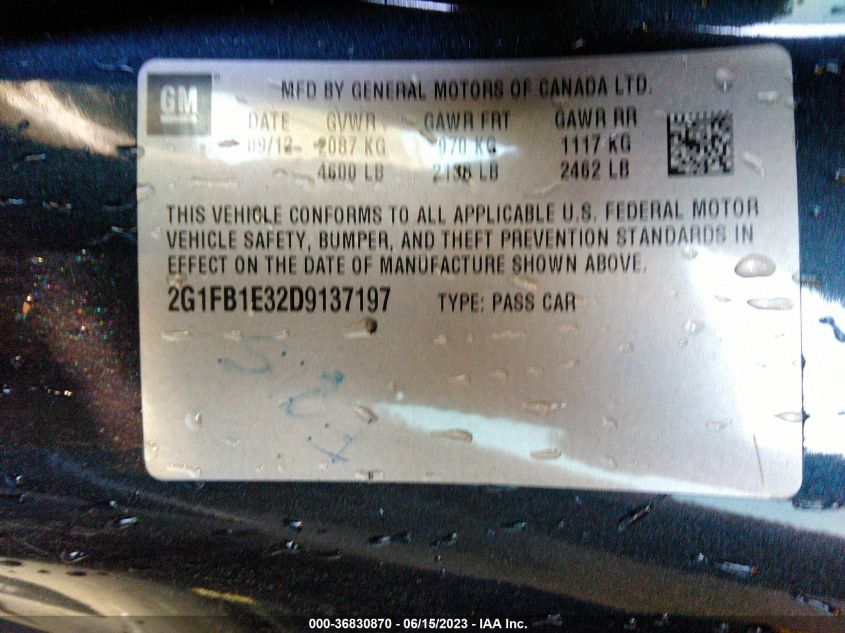 GM
MFD BY GENERAL MOTORS OF CANADA LTD.
DATE GVWR GAWR FRT GAWR RR
09/12 2087 KG 970 KG 1117 KG
4600 LB 2138 LB 2462 LB
THIS VEHICLE CONFORMS TO ALL APPLICABLE U.S. FEDERAL MOTOR
VEHICLE SAFETY, BUMPER, AND THEFT PREVENTION STANDARDS IN
EFFECT ON THE DATE OF MANUFACTURE SHOWN ABOVE.
2G1FB1E32D9137197 TYPE: PASS CAR
000-36830870 - 06/15/2023 - IAA Inc.